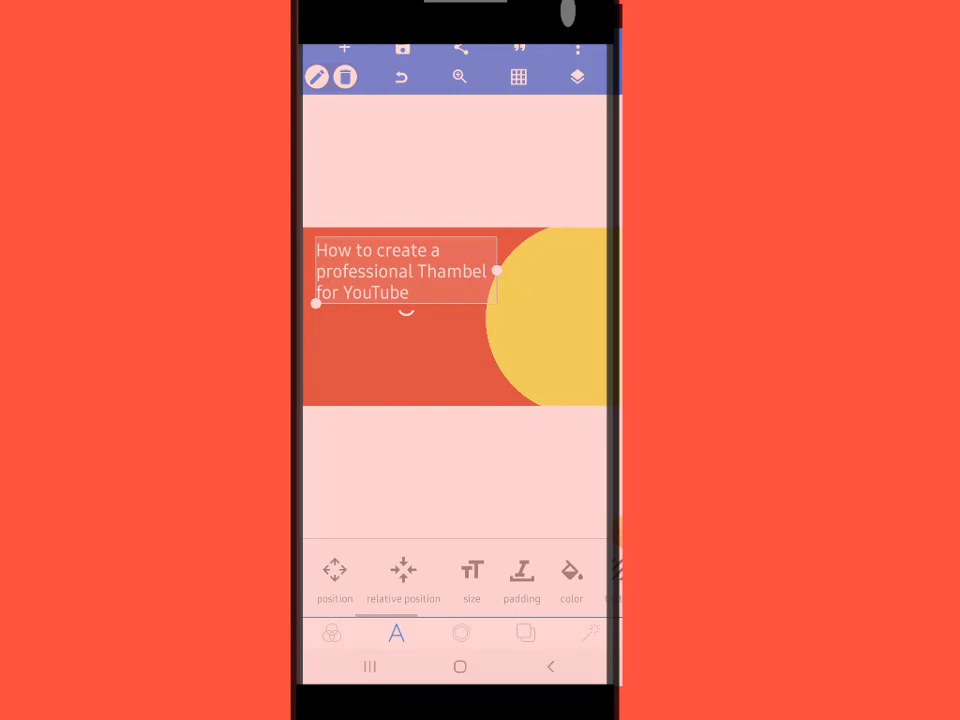 How to create a
professional Thambel
for YouTube
position
relative position
size
padding
color